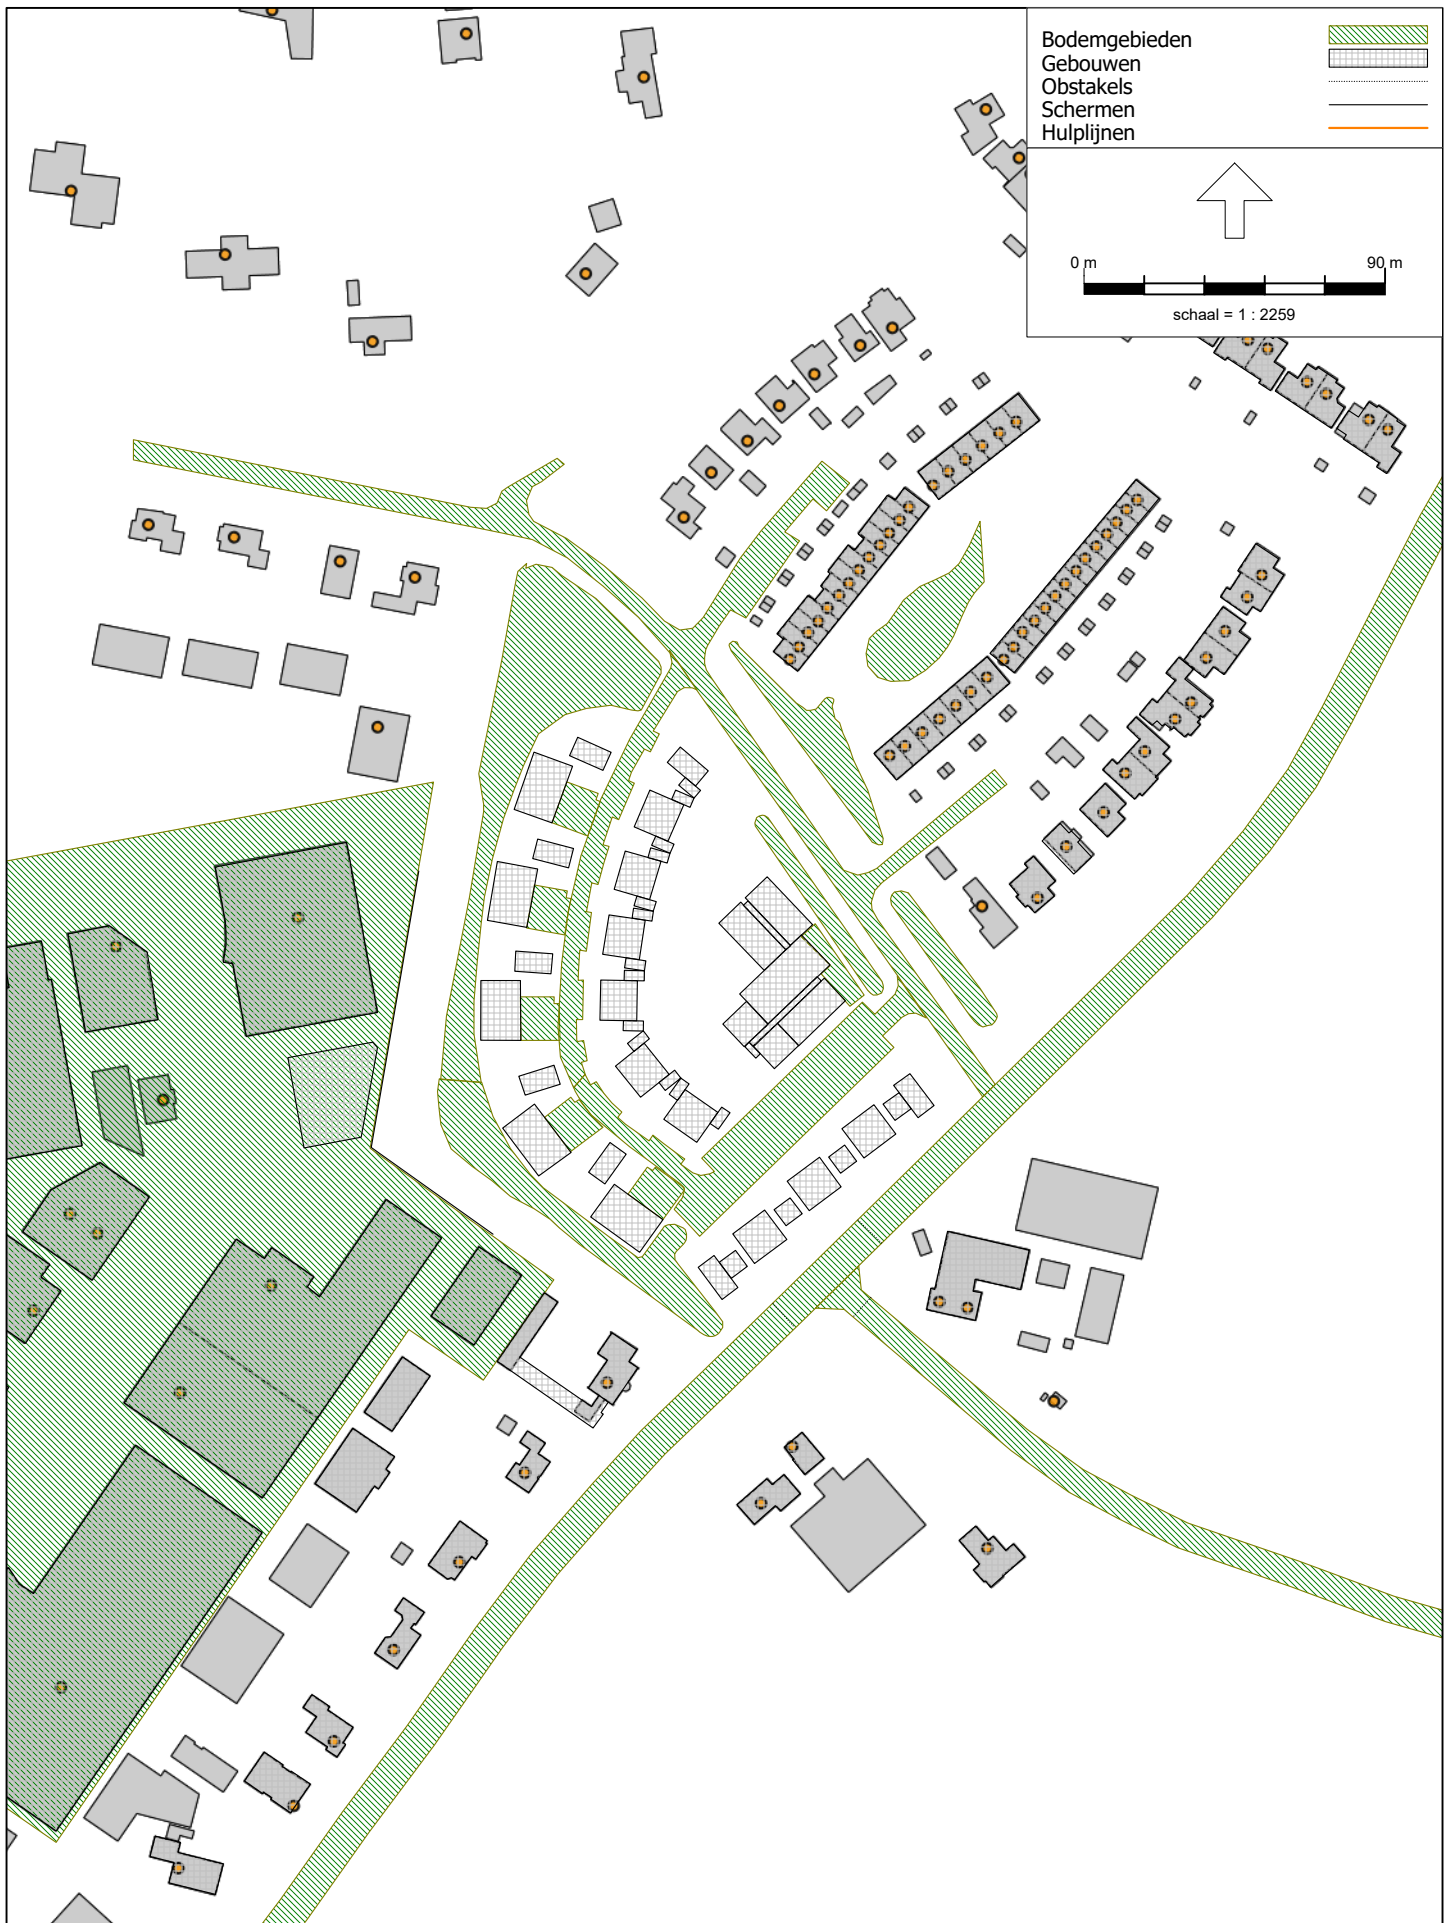 Bodemgebieden
Gebouwen
Obstakels
Schermen
Hulplijnen
0 m 90 m
schaal = 1 : 2259